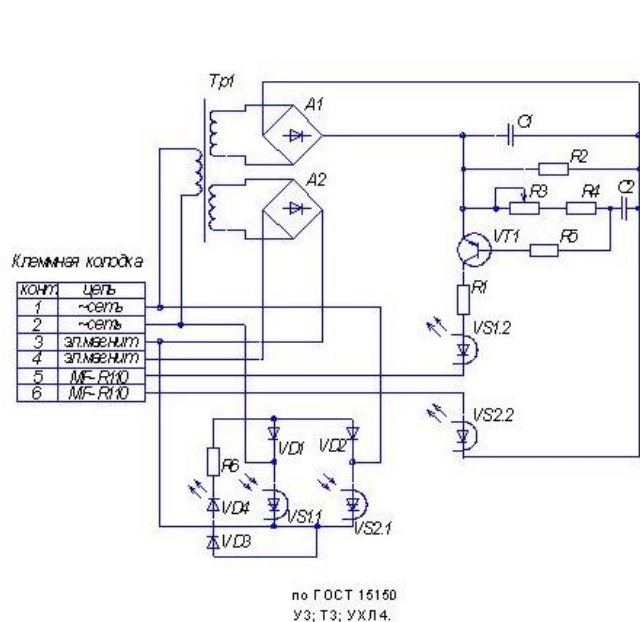 Тр1
А1
А2
С1
R2
R3 R4 С2
VT1 R5
Клеммная колодка
конт. цепь
1 ~сеть
2 ~сеть
3 эл.магнит
4 эл.магнит
5 MF-R110
6 MF-R110
R1
VS1.2
VS2.2
VD1 VD2
R6
VD4 VS1.1 VS2.1
VD3
по ГОСТ 15150
У3; Т3; УХЛ4.